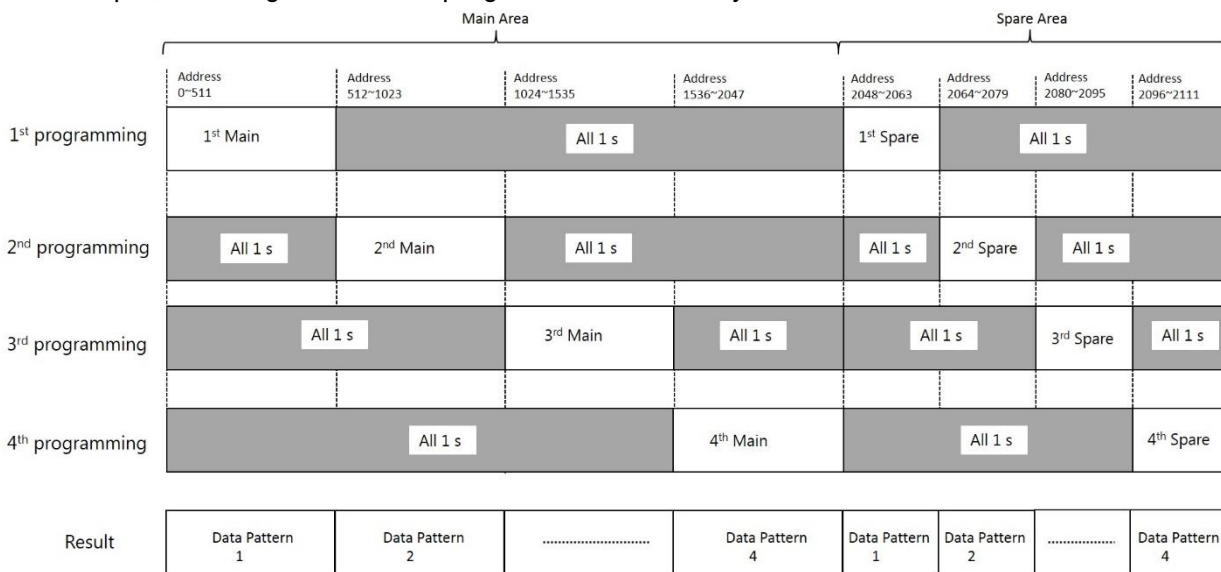 Main Area Spare Area
Address Address Address Address Address Address Address Address
0~511 512~1023 1024~1535 1536~2047 2048~2063 2064~2079 2080~2095 2096~2111
1st programming 1st Main All 1 s 1st Spare All 1 s
2nd programming All 1 s 2nd Main All 1 s All 1 s 2nd Spare All 1 s
3rd programming All 1 s 3rd Main All 1 s All 1 s 3rd Spare All 1 s
4th programming All 1 s 4th Main All 1 s 4th Spare
Result Data Pattern Data Pattern ........................ Data Pattern Data Pattern Data Pattern ................ Data Pattern
1 2 4 1 2 4